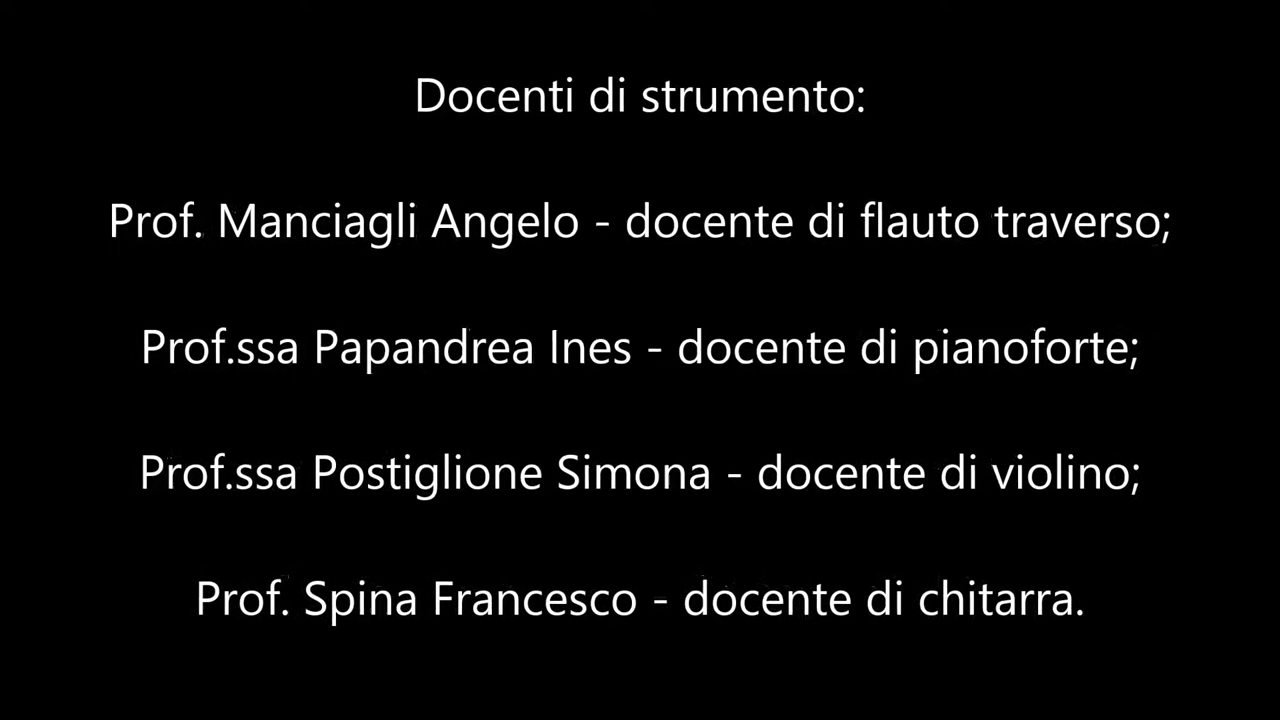 Docenti di strumento:
Prof. Manciagli Angelo - docente di flauto traverso;
Prof.ssa Papandrea Ines - docente di pianoforte;
Prof.ssa Postiglione Simona - docente di violino;
Prof. Spina Francesco - docente di chitarra.